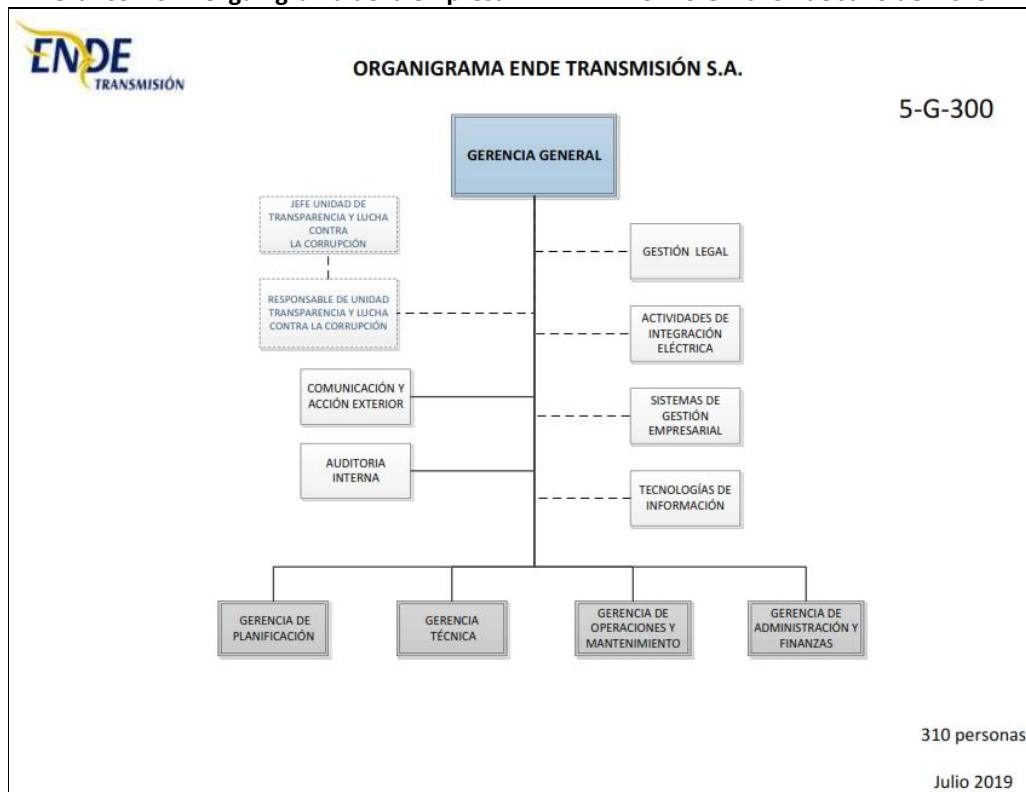 ENDE
TRANSMISIÓN
ORGANIGRAMA ENDE TRANSMISIÓN S.A.
5-G-300
GERENCIA GENERAL
JEFE UNIDAD DE
TRANSPARENCIA Y LUCHA
CONTRA
LA CORRUPCIÓN
GESTIÓN LEGAL
RESPONSABLE DE UNIDAD
TRANSPARENCIA Y LUCHA
CONTRA LA CORRUPCIÓN
ACTIVIDADES DE
INTEGRACIÓN
ELÉCTRICA
COMUNICACIÓN Y
ACCIÓN EXTERIOR
SISTEMAS DE
GESTIÓN
EMPRESARIAL
AUDITORIA
INTERNA
TECNOLOGÍAS DE
INFORMACIÓN
GERENCIA DE
PLANIFICACIÓN
GERENCIA
TÉCNICA
GERENCIA DE
OPERACIONES Y
MANTENIMIENTO
GERENCIA DE
ADMINISTRACIÓN Y
FINANZAS
310 personas
Julio 2019